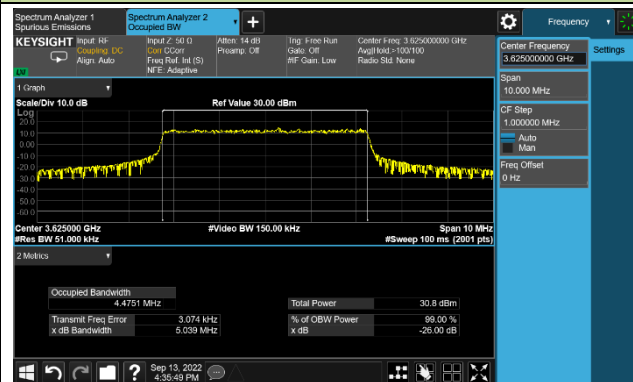 Spectrum Analyzer 1
Spurious Emissions
Spectrum Analyzer 2
Occupied BW
+
Frequency
KEYSIGHT
Input: RF
Coupling: DC
Align: Auto
Input Z: 50 Ω
Corr CCorr
Freq Ref: Int (S)
NFE: Adaptive
Atten: 14 dB
Preamp: Off
Trig: Free Run
Gate: Off
#IF Gain: Low
Center Freq: 3.625000000 GHz
Avg|Hold:>100/100
Radio Std: None
Center Frequency
3.625000000 GHz
Settings
Span
10.000 MHz
CF Step
1.000000 MHz
Auto
Man
Freq Offset
0 Hz
1 Graph
Scale/Div 10.0 dB
Ref Value 30.00 dBm
Log
20.0
10.0
0.00
-10.0
-20.0
-30.0
-40.0
-50.0
-60.0
Center 3.625000 GHz
#Video BW 150.00 kHz
Span 10 MHz
#Res BW 51.000 kHz
#Sweep 100 ms (2001 pts)
2 Metrics
Occupied Bandwidth
4.4751 MHz
Total Power 30.8 dBm
Transmit Freq Error 3.074 kHz
% of OBW Power 99.00 %
x dB Bandwidth 5.039 MHz
x dB -26.00 dB
?
Sep 13, 2022
4:35:49 PM